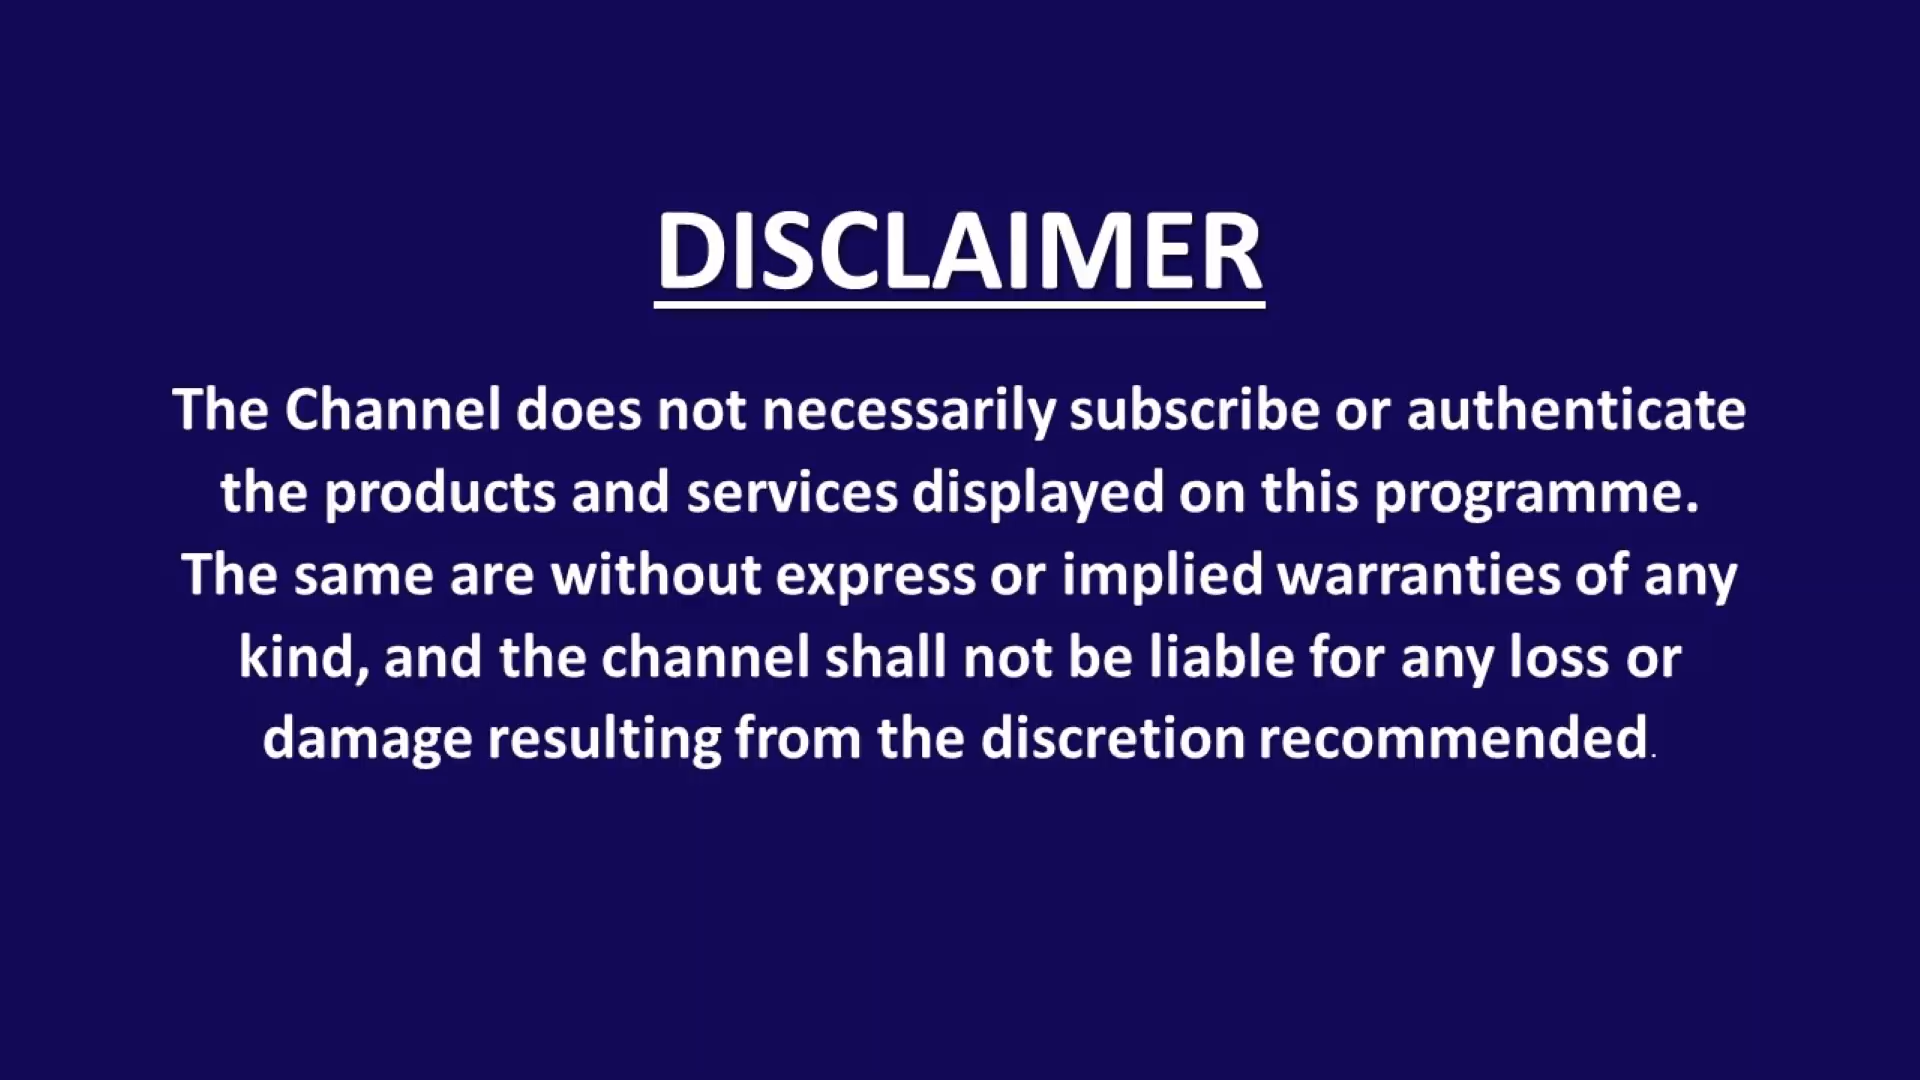 DISCLAIMER
The Channel does not necessarily subscribe or authenticate
the products and services displayed on this programme.
The same are without express or implied warranties of any
kind, and the channel shall not be liable for any loss or
damage resulting from the discretion recommended.